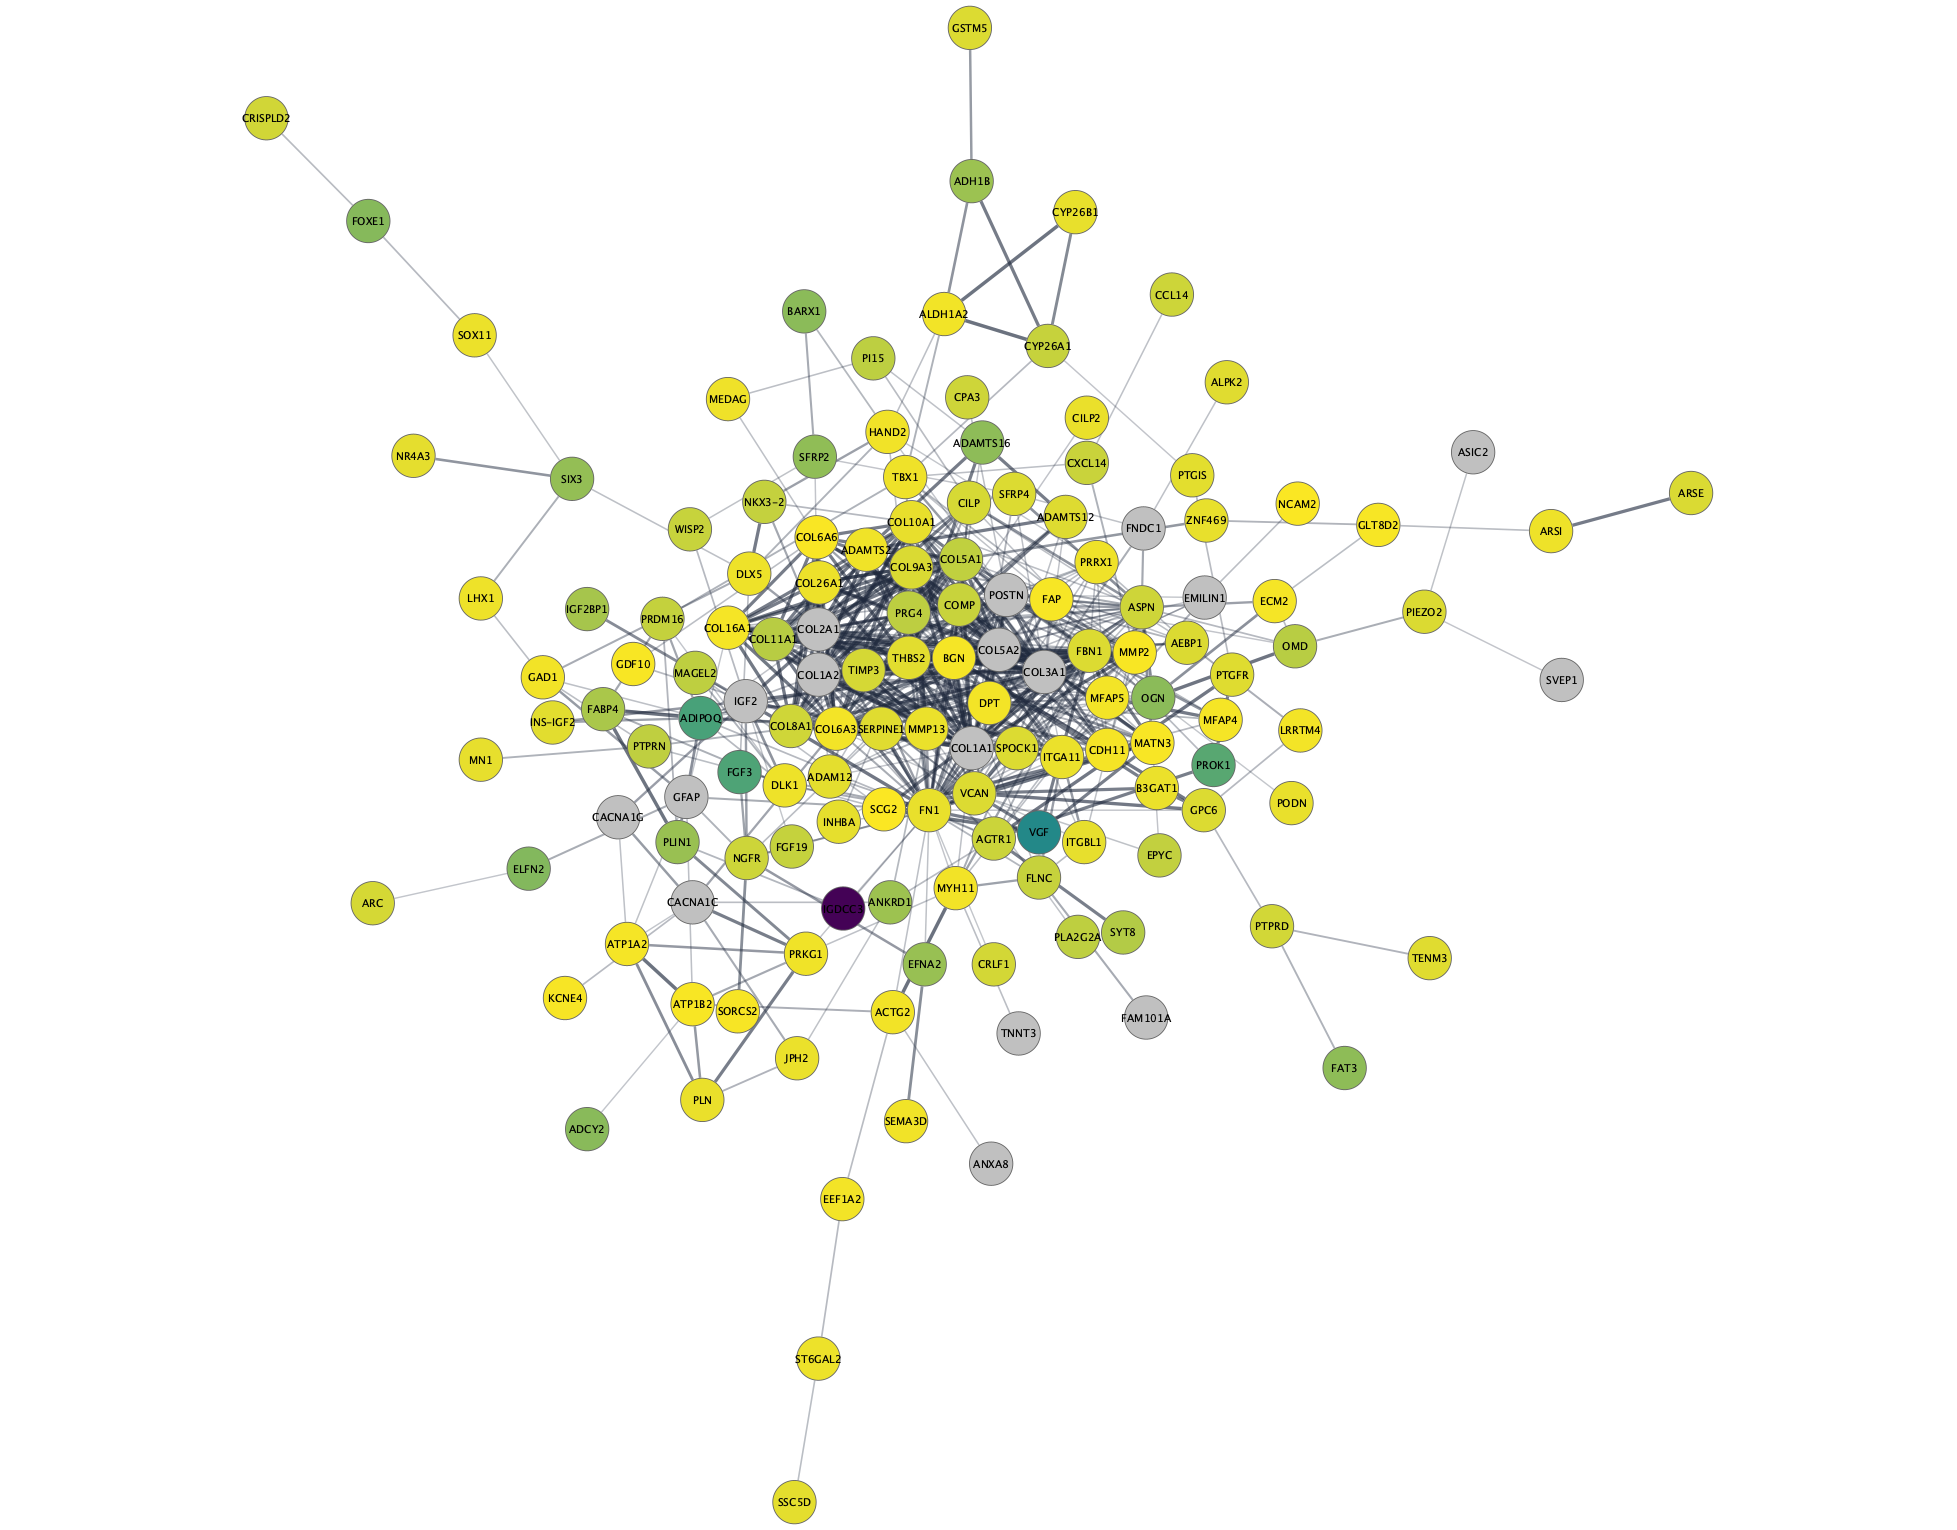 GSTM5
CRISPLD2
ADH1B
CYP26B1
FOXE1
CCL14
BARX1
ALDH1A2
SOX11
CYP26A1
PI15
ALPK2
MEDAG
CPA3
CILP2
HAND2
ADAMTS16
NR4A3
SFRP2
CXCL14
ASIC2
SIX3
TBX1
PTGIS
SFRP4
ARSE
NKX3-2
CILP
NCAM2
ADAMTS12
COL10A1
ZNF469
WISP2
FNDC1
GLT8D2
ARSI
COL6A6
ADAMTS2
COL5A1
PRRX1
DLX5
COL9A3
COL26A1
POSTN
FAP
EMILIN1
LHX1
COMP
ASPN
ECM2
IGF2BP1
PRG4
PIEZO2
PRDM16
COL16A1
COL2A1
COL11A1
AEBP1
OMD
COL5A2
FBN1
MMP2
GDF10
THBS2
BGN
GAD1
MAGEL2
COL1A2
TIMP3
COL3A1
PTGFR
SVEP1
IGF2
DPT
MFAP5
OGN
FABP4
INS-IGF2
ADIPOQ
COL8A1
COL6A3
SERPINE1
MMP13
MFAP4
LRRTM4
MN1
PTPRN
COL1A1
SPOCK1
ITGA11
CDH11
MATN3
FGF3
DLK1
ADAM12
PROK1
GFAP
VCAN
B3GAT1
PODN
CACNA1G
INHBA
SCG2
FN1
GPC6
PLIN1
NGFR
FGF19
AGTR1
VGF
ITGBL1
EPYC
ELFN2
FLNC
ARC
CACNA1C
IGDCC3
ANKRD1
MYH11
ATP1A2
PRKG1
EFNA2
CRLF1
PLA2G2A
SYT8
PTPRD
TENM3
KCNE4
ATP1B2
SORCS2
ACTG2
TNNT3
FAM101A
JPH2
FAT3
PLN
ADCY2
SEMA3D
ANXA8
EEF1A2
ST6GAL2
SSC5D